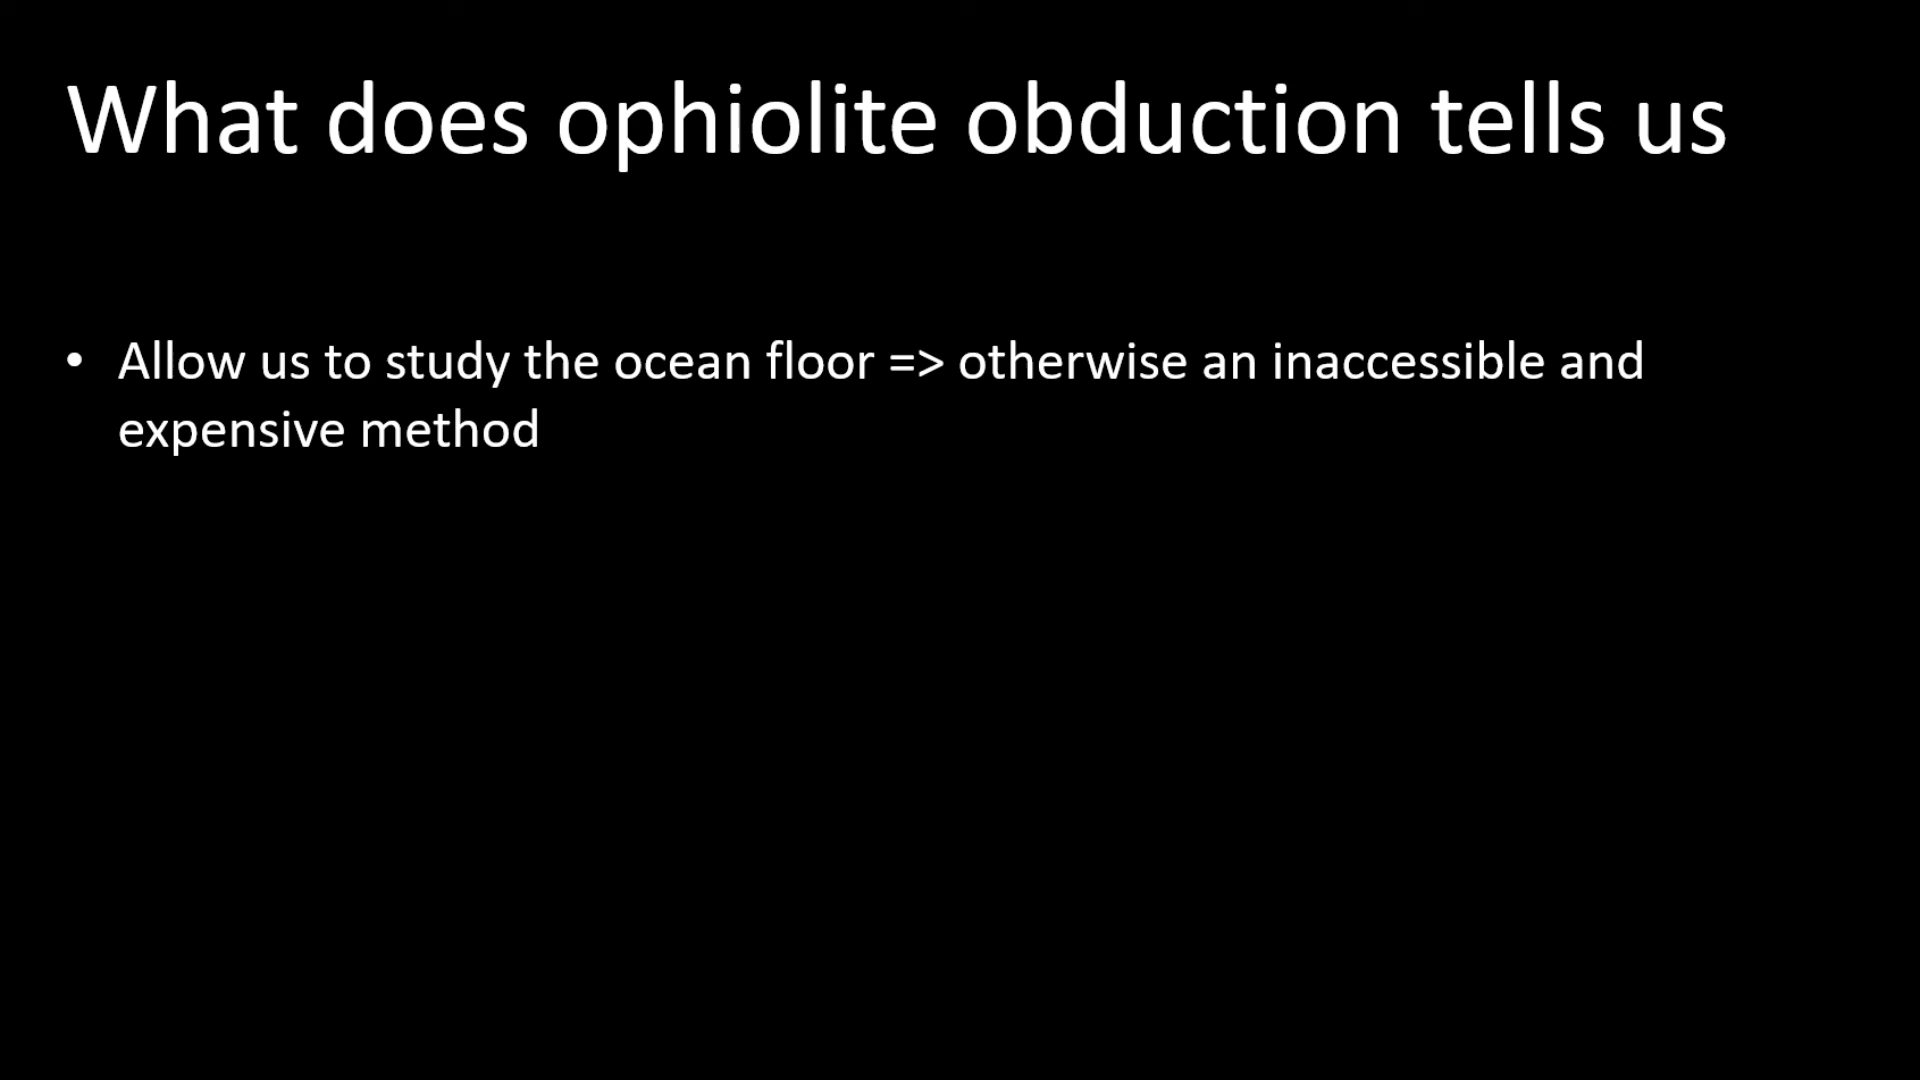 What does ophiolite obduction tells us
• Allow us to study the ocean floor => otherwise an inaccessible and
expensive method